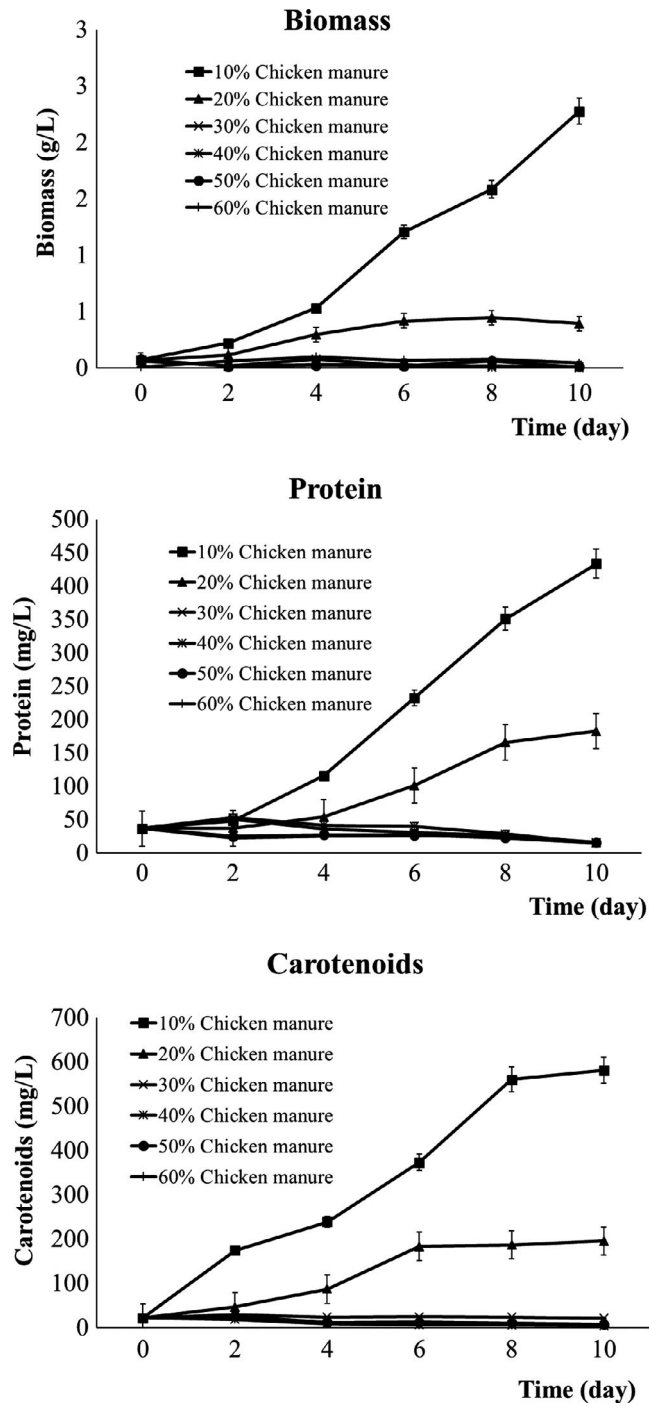 Biomass
3
3
2
2
1
1
0
Biomass (g/L)
10% Chicken manure
20% Chicken manure
30% Chicken manure
40% Chicken manure
50% Chicken manure
60% Chicken manure
0 2 4 6 8 10
Time (day)
Protein
500
450
400
350
300
250
200
150
100
50
0
Protein (mg/L)
10% Chicken manure
20% Chicken manure
30% Chicken manure
40% Chicken manure
50% Chicken manure
60% Chicken manure
0 2 4 6 8 10
Time (day)
Carotenoids
700
600
500
400
300
200
100
0
Carotenoids (mg/L)
10% Chicken manure
20% Chicken manure
30% Chicken manure
40% Chicken manure
50% Chicken manure
60% Chicken manure
0 2 4 6 8 10
Time (day)